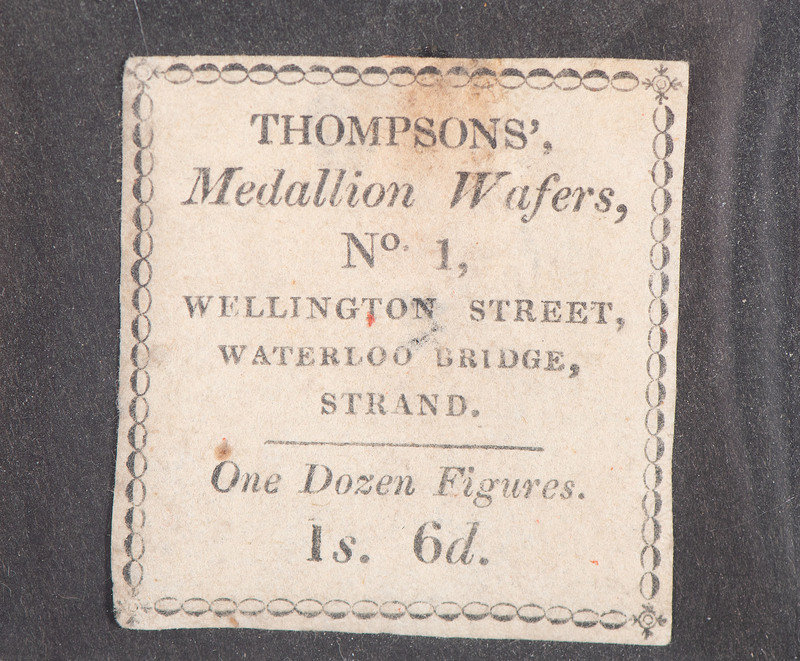 THOMPSONS',
Medallion Wafers,
Nº. 1,
WELLINGTON STREET,
WATERLOO BRIDGE,
STRAND.
One Dozen Figures.
1s. 6d.